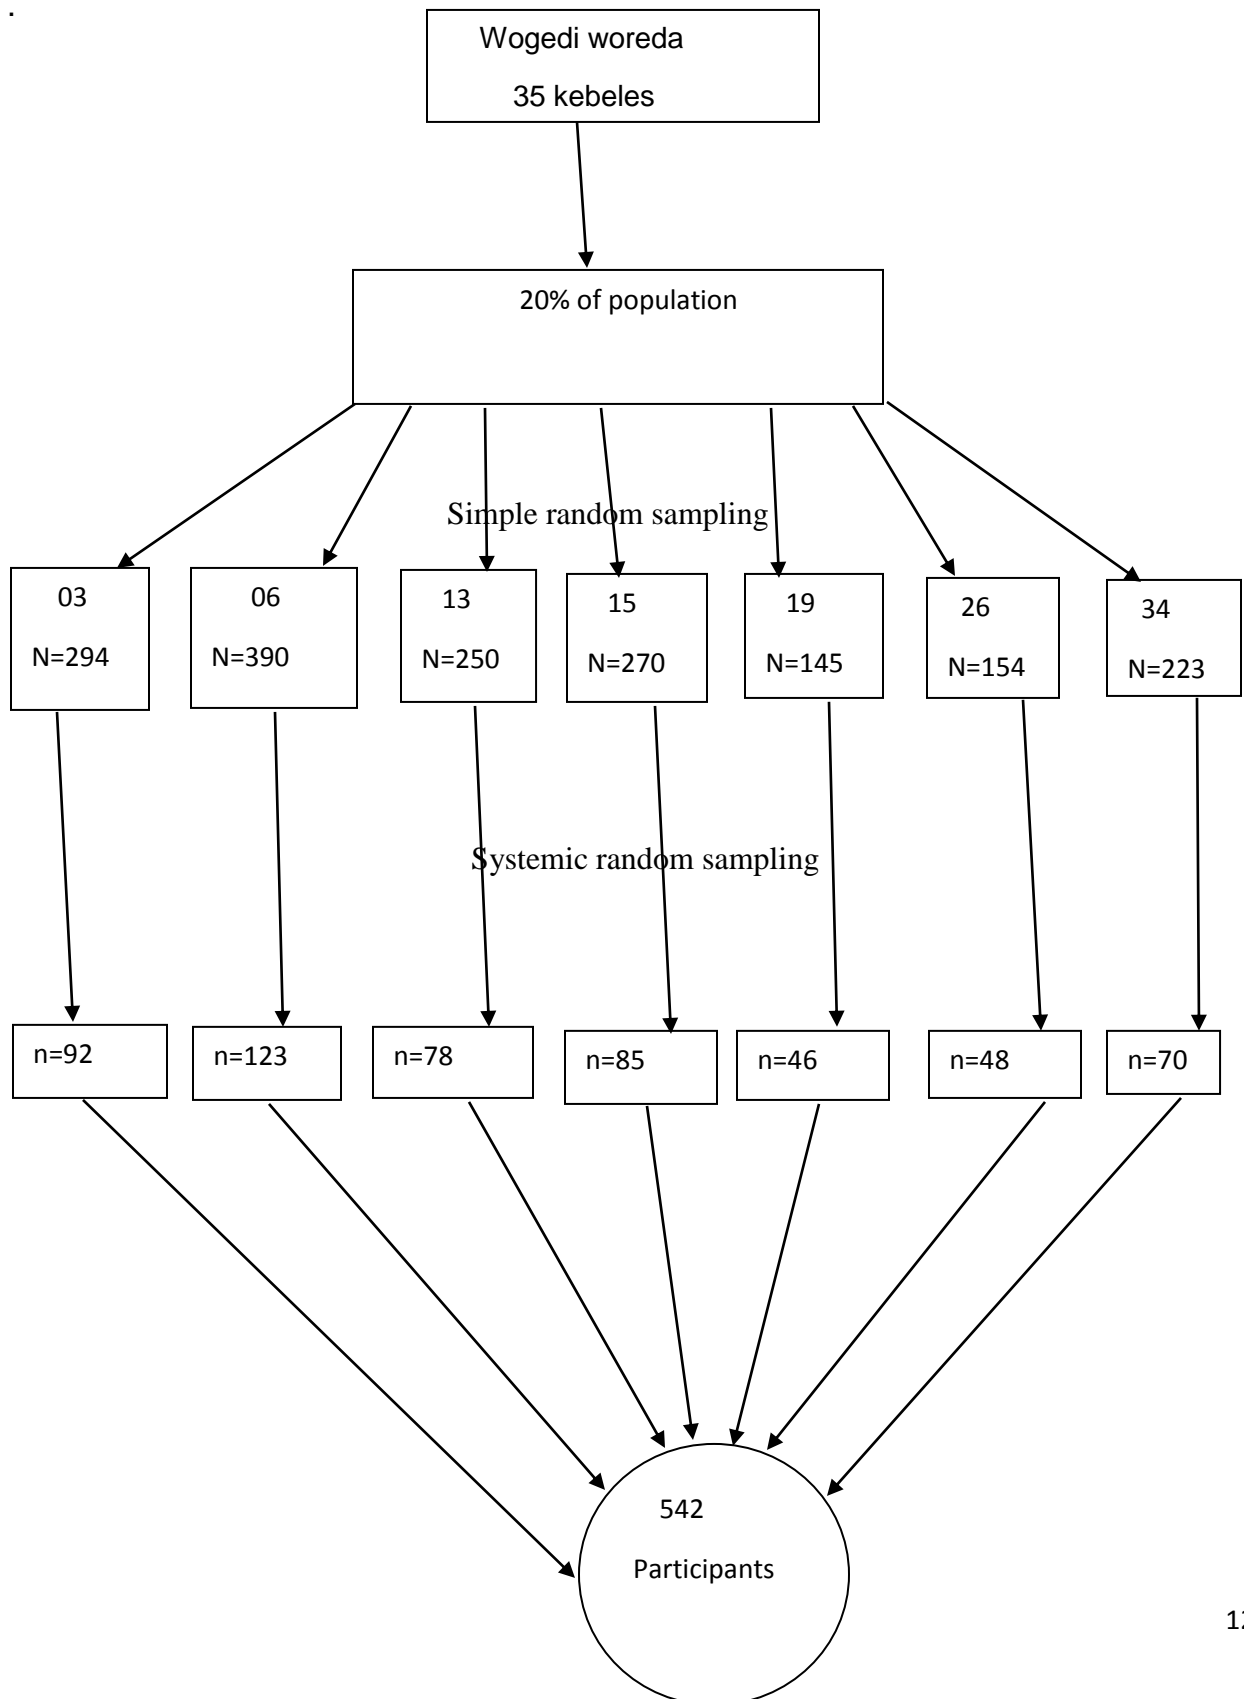 .
Wogedi woreda
35 kebeles
20% of population
Simple random sampling
03
N=294
06
N=390
13
N=250
15
N=270
19
N=145
26
N=154
34
N=223
Systemic random sampling
n=92
n=123
n=78
n=85
n=46
n=48
n=70
542
Participants